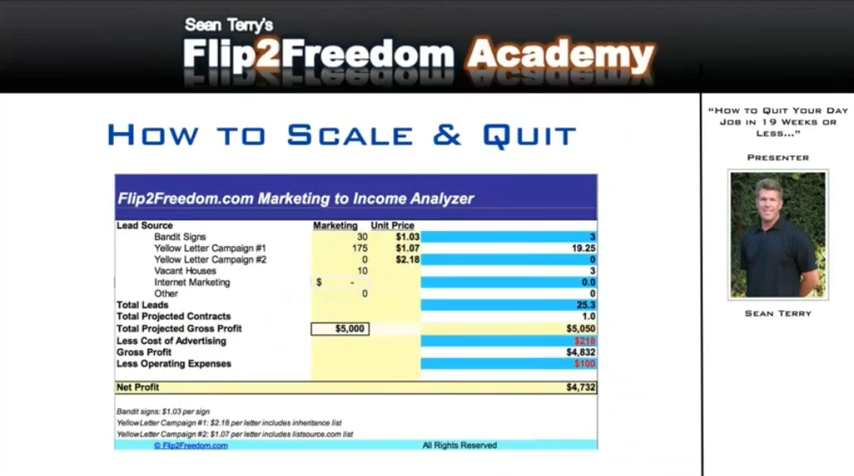 Sean Terry's
Flip2Freedom Academy
HOW TO SCALE & QUIT
"HOW TO QUIT YOUR DAY
JOB IN 19 WEEKS OR
LESS..."
PRESENTER
SEAN TERRY
Flip2Freedom.com Marketing to Income Analyzer
Lead Source Marketing Unit Price
Bandit Signs 30 $1.03 3
Yellow Letter Campaign #1 175 $1.07 19.25
Yellow Letter Campaign #2 0 $2.18 0
Vacant Houses 10 3
Internet Marketing $ - 0.0
Other 0 0
Total Leads 25.3
Total Projected Contracts 1.0
Total Projected Gross Profit $5,000 $5,050
Less Cost of Advertising $218
Gross Profit $4,832
Less Operating Expenses $100
Net Profit $4,732
Bandit signs: $1.03 per sign
Yellow Letter Campaign #1: $2.18 per letter includes inheritance list
Yellow Letter Campaign #2: $1.07 per letter includes listsource.com list
© Flip2Freedom.com All Rights Reserved